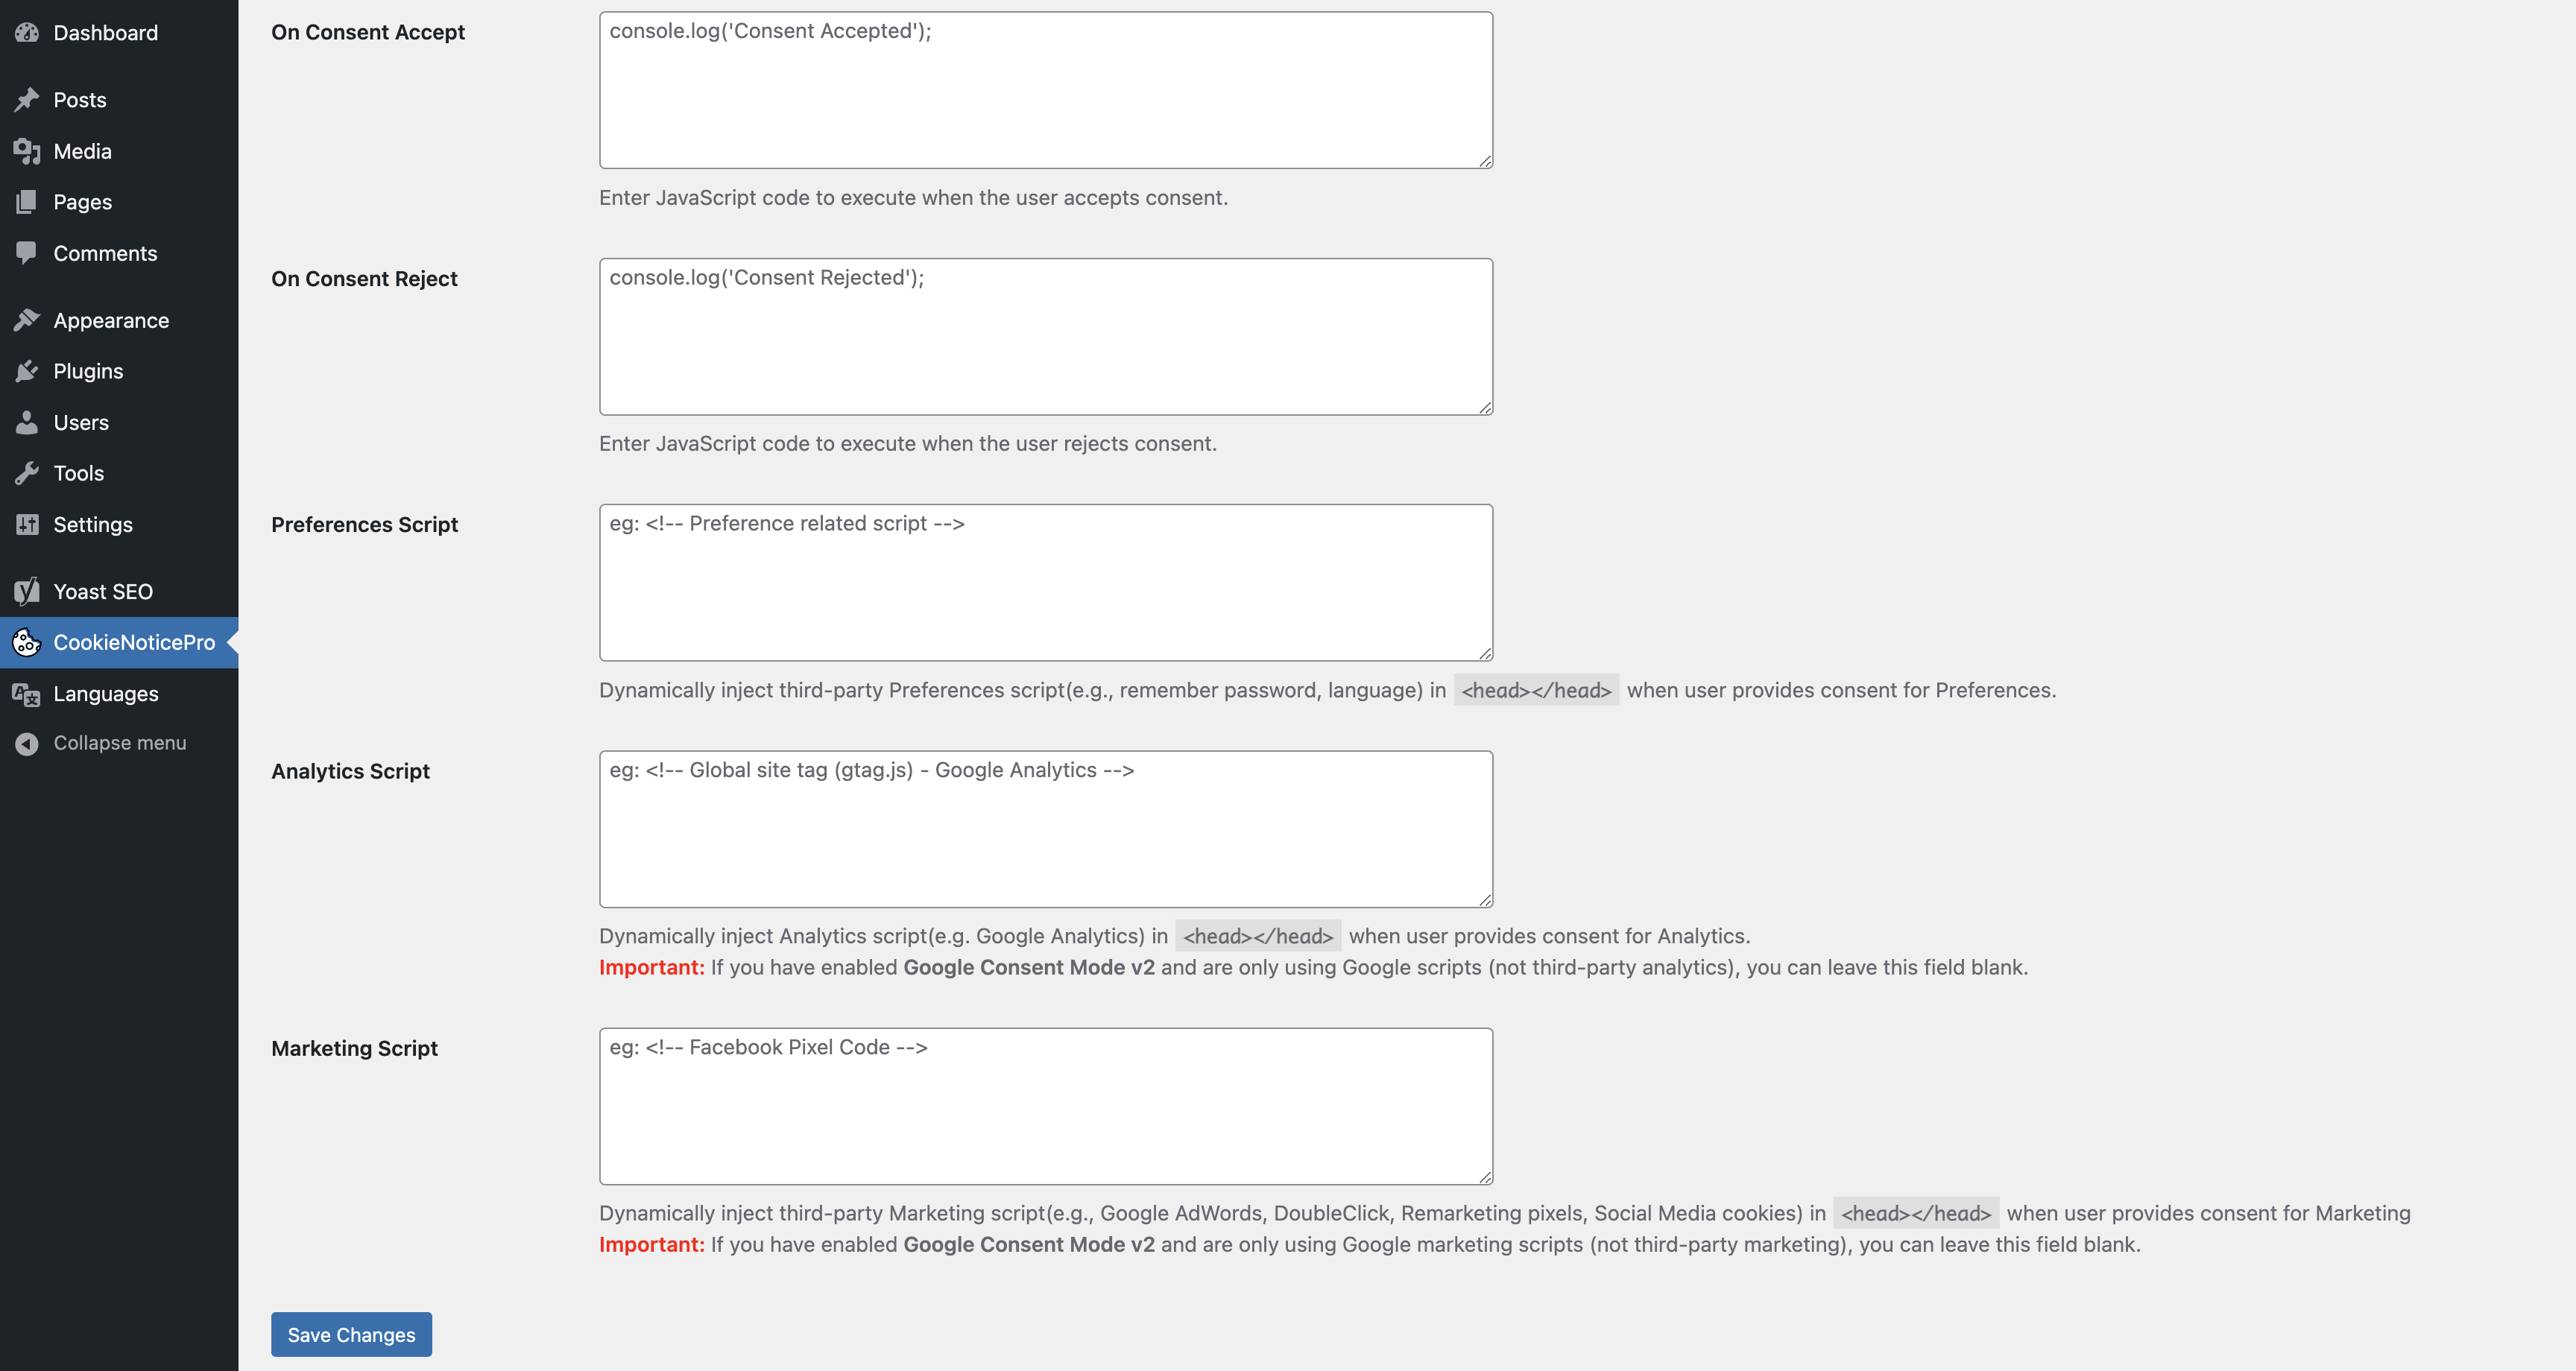 Dashboard
Posts
Media
Pages
Comments
Appearance
Plugins
Users
Tools
Settings
Yoast SEO
CookieNoticePro
Languages
Collapse menu
On Consent Accept
console.log('Consent Accepted');
Enter JavaScript code to execute when the user accepts consent.
On Consent Reject
console.log('Consent Rejected');
Enter JavaScript code to execute when the user rejects consent.
Preferences Script
eg: <!-- Preference related script -->
Dynamically inject third-party Preferences script(e.g., remember password, language) in <head></head> when user provides consent for Preferences.
Analytics Script
eg: <!-- Global site tag (gtag.js) - Google Analytics -->
Dynamically inject Analytics script(e.g. Google Analytics) in <head></head> when user provides consent for Analytics.
Important: If you have enabled Google Consent Mode v2 and are only using Google scripts (not third-party analytics), you can leave this field blank.
Marketing Script
eg: <!-- Facebook Pixel Code -->
Dynamically inject third-party Marketing script(e.g., Google AdWords, DoubleClick, Remarketing pixels, Social Media cookies) in <head></head> when user provides consent for Marketing
Important: If you have enabled Google Consent Mode v2 and are only using Google marketing scripts (not third-party marketing), you can leave this field blank.
Save Changes